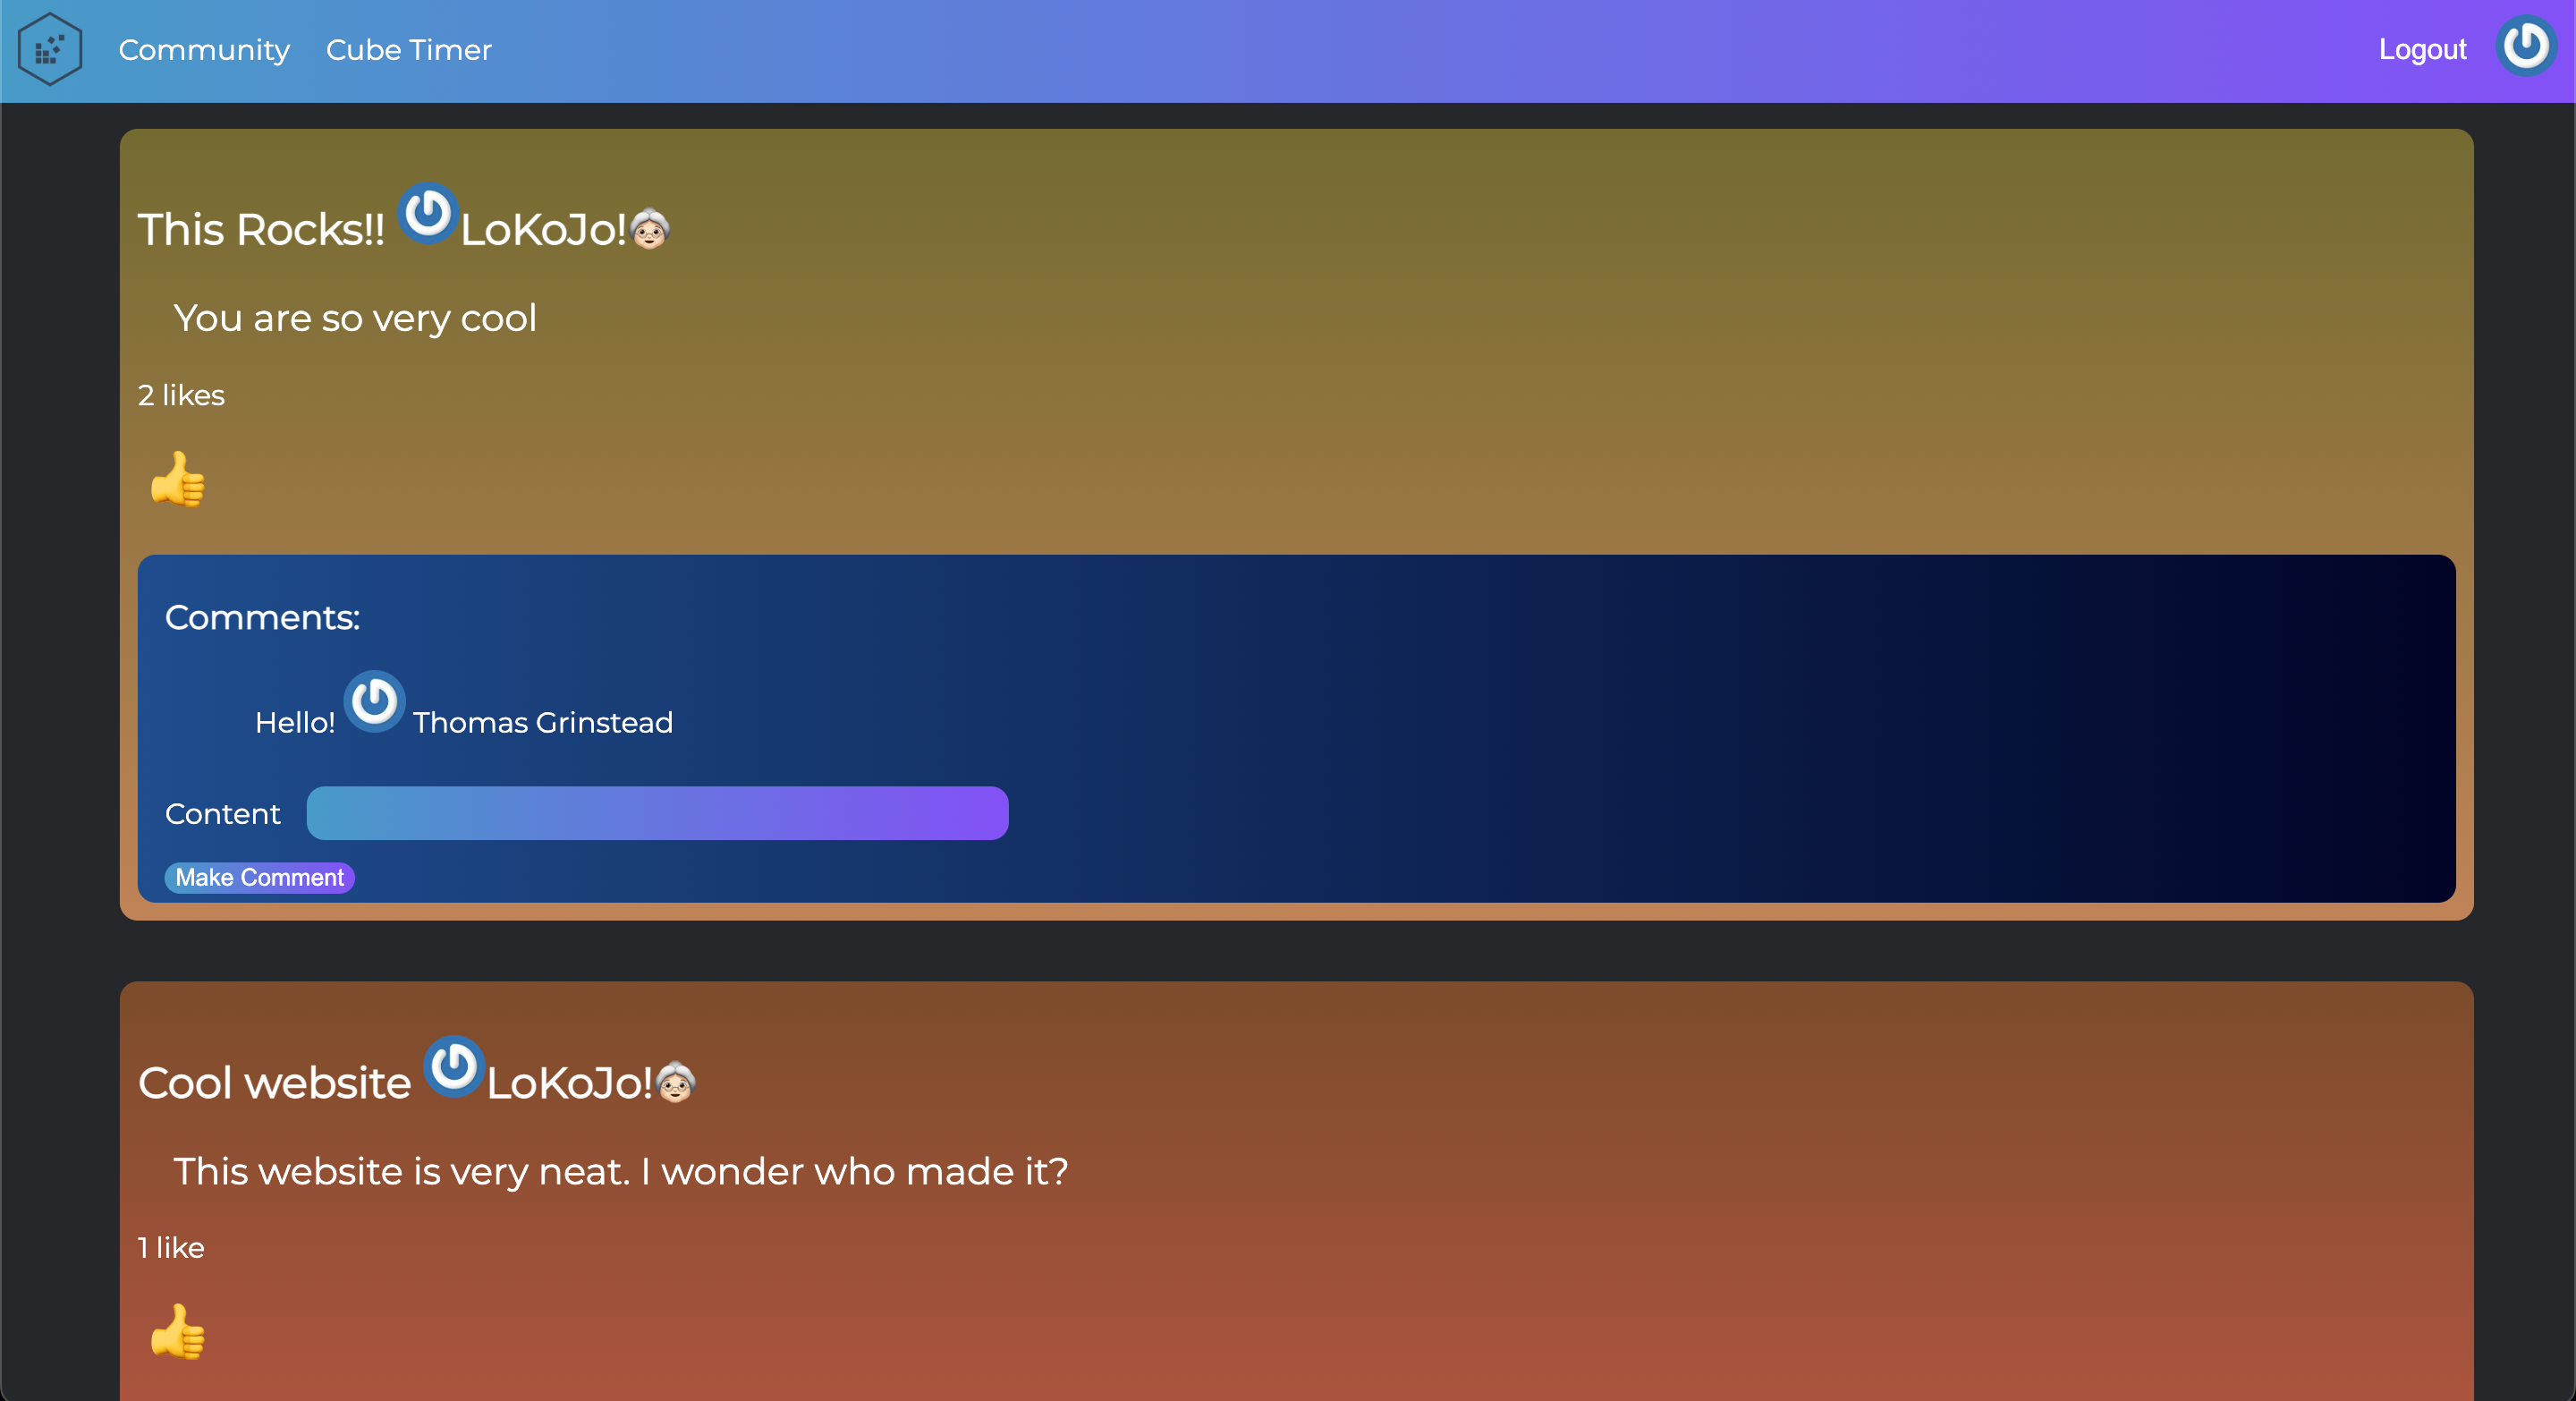 Community Cube Timer Logout
This Rocks!! LoKoJo!👵🏻
You are so very cool
2 likes
👍
Comments:
Hello! Thomas Grinstead
Content
Make Comment
Cool website LoKoJo!👵🏻
This website is very neat. I wonder who made it?
1 like
👍